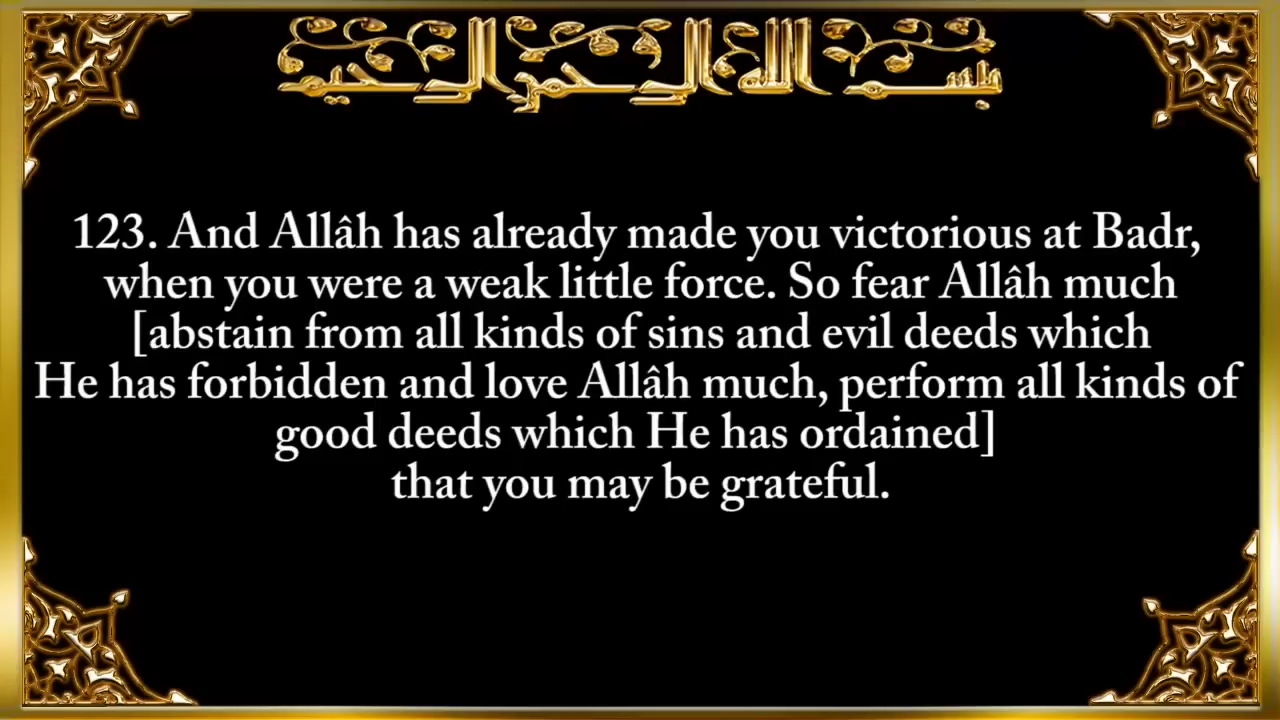 بسم الله الرحمن الرحيم
123. And Allâh has already made you victorious at Badr,
when you were a weak little force. So fear Allâh much
[abstain from all kinds of sins and evil deeds which
He has forbidden and love Allâh much, perform all kinds of
good deeds which He has ordained]
that you may be grateful.